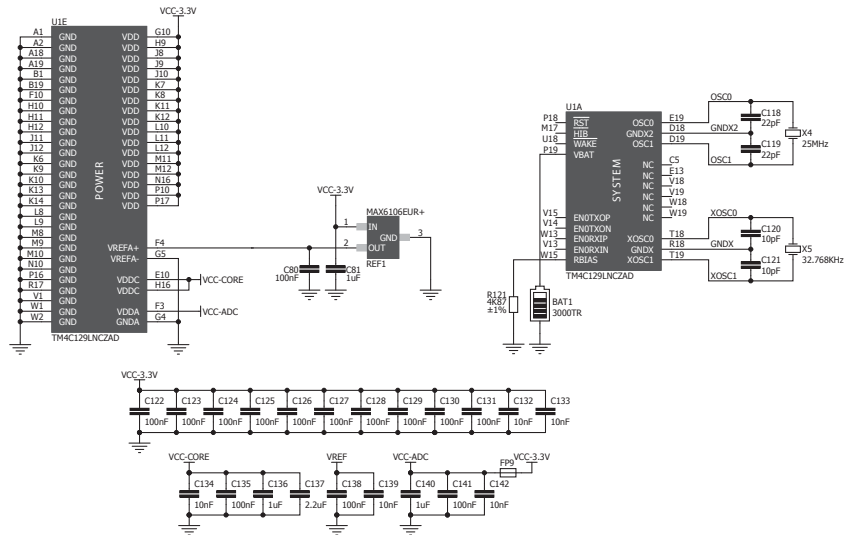 VCC-3.3V
U1E
A1 GND VDD G10
A2 GND VDD H9
A18 GND VDD J8
A19 GND VDD J9
B1 GND VDD J10
B19 GND VDD K7
F10 GND VDD K8
H10 GND VDD K11
H11 GND VDD K12
H12 GND VDD L10
J11 GND VDD L11
J12 GND VDD L12
K6 GND VDD M11
K9 GND VDD M12
K10 GND VDD N16
K13 GND VDD P10
K14 GND VDD P17
L8 GND
L9 GND
M8 GND
M9 GND VREFA+ F4
M10 GND VREFA- G5
N10 GND
P16 GND VDDC E10 VCC-CORE
R17 GND VDDC H16
V1 GND
W1 GND VDDA F3 VCC-ADC
W2 GND GNDA G4
POWER
TM4C129LNCZAD
VCC-3.3V
MAX6106EUR+
1 IN
GND 3
2 OUT
REF1
C80
100nF
C81
1uF
U1A
P18 RST OSC0 E19 OSC0
M17 HIB GNDX2 D18 GNDX2
U18 WAKE OSC1 D19 OSC1
P19 VBAT
NC C5
NC E13
NC V18
NC V19
NC W18
NC W19
V15 EN0TXOP
V14 EN0TXON
W13 EN0RXIP XOSC0 T18 XOSC0
V13 EN0RXIN GNDX R18 GNDX
W15 RBIAS XOSC1 T19 XOSC1
SYSTEM
TM4C129LNCZAD
C118
22pF
C119
22pF
X4
25MHz
C120
10pF
C121
10pF
X5
32.768KHz
R121
4K87
±1%
BAT1
3000TR
VCC-3.3V
C122 C123 C124 C125 C126 C127 C128 C129 C130 C131 C132 C133
100nF 100nF 100nF 100nF 100nF 100nF 100nF 100nF 100nF 100nF 10nF 10nF
VCC-CORE VREF VCC-ADC FP9 VCC-3.3V
C134 C135 C136 C137 C138 C139 C140 C141 C142
10nF 100nF 1uF 2.2uF 100nF 10nF 1uF 100nF 10nF